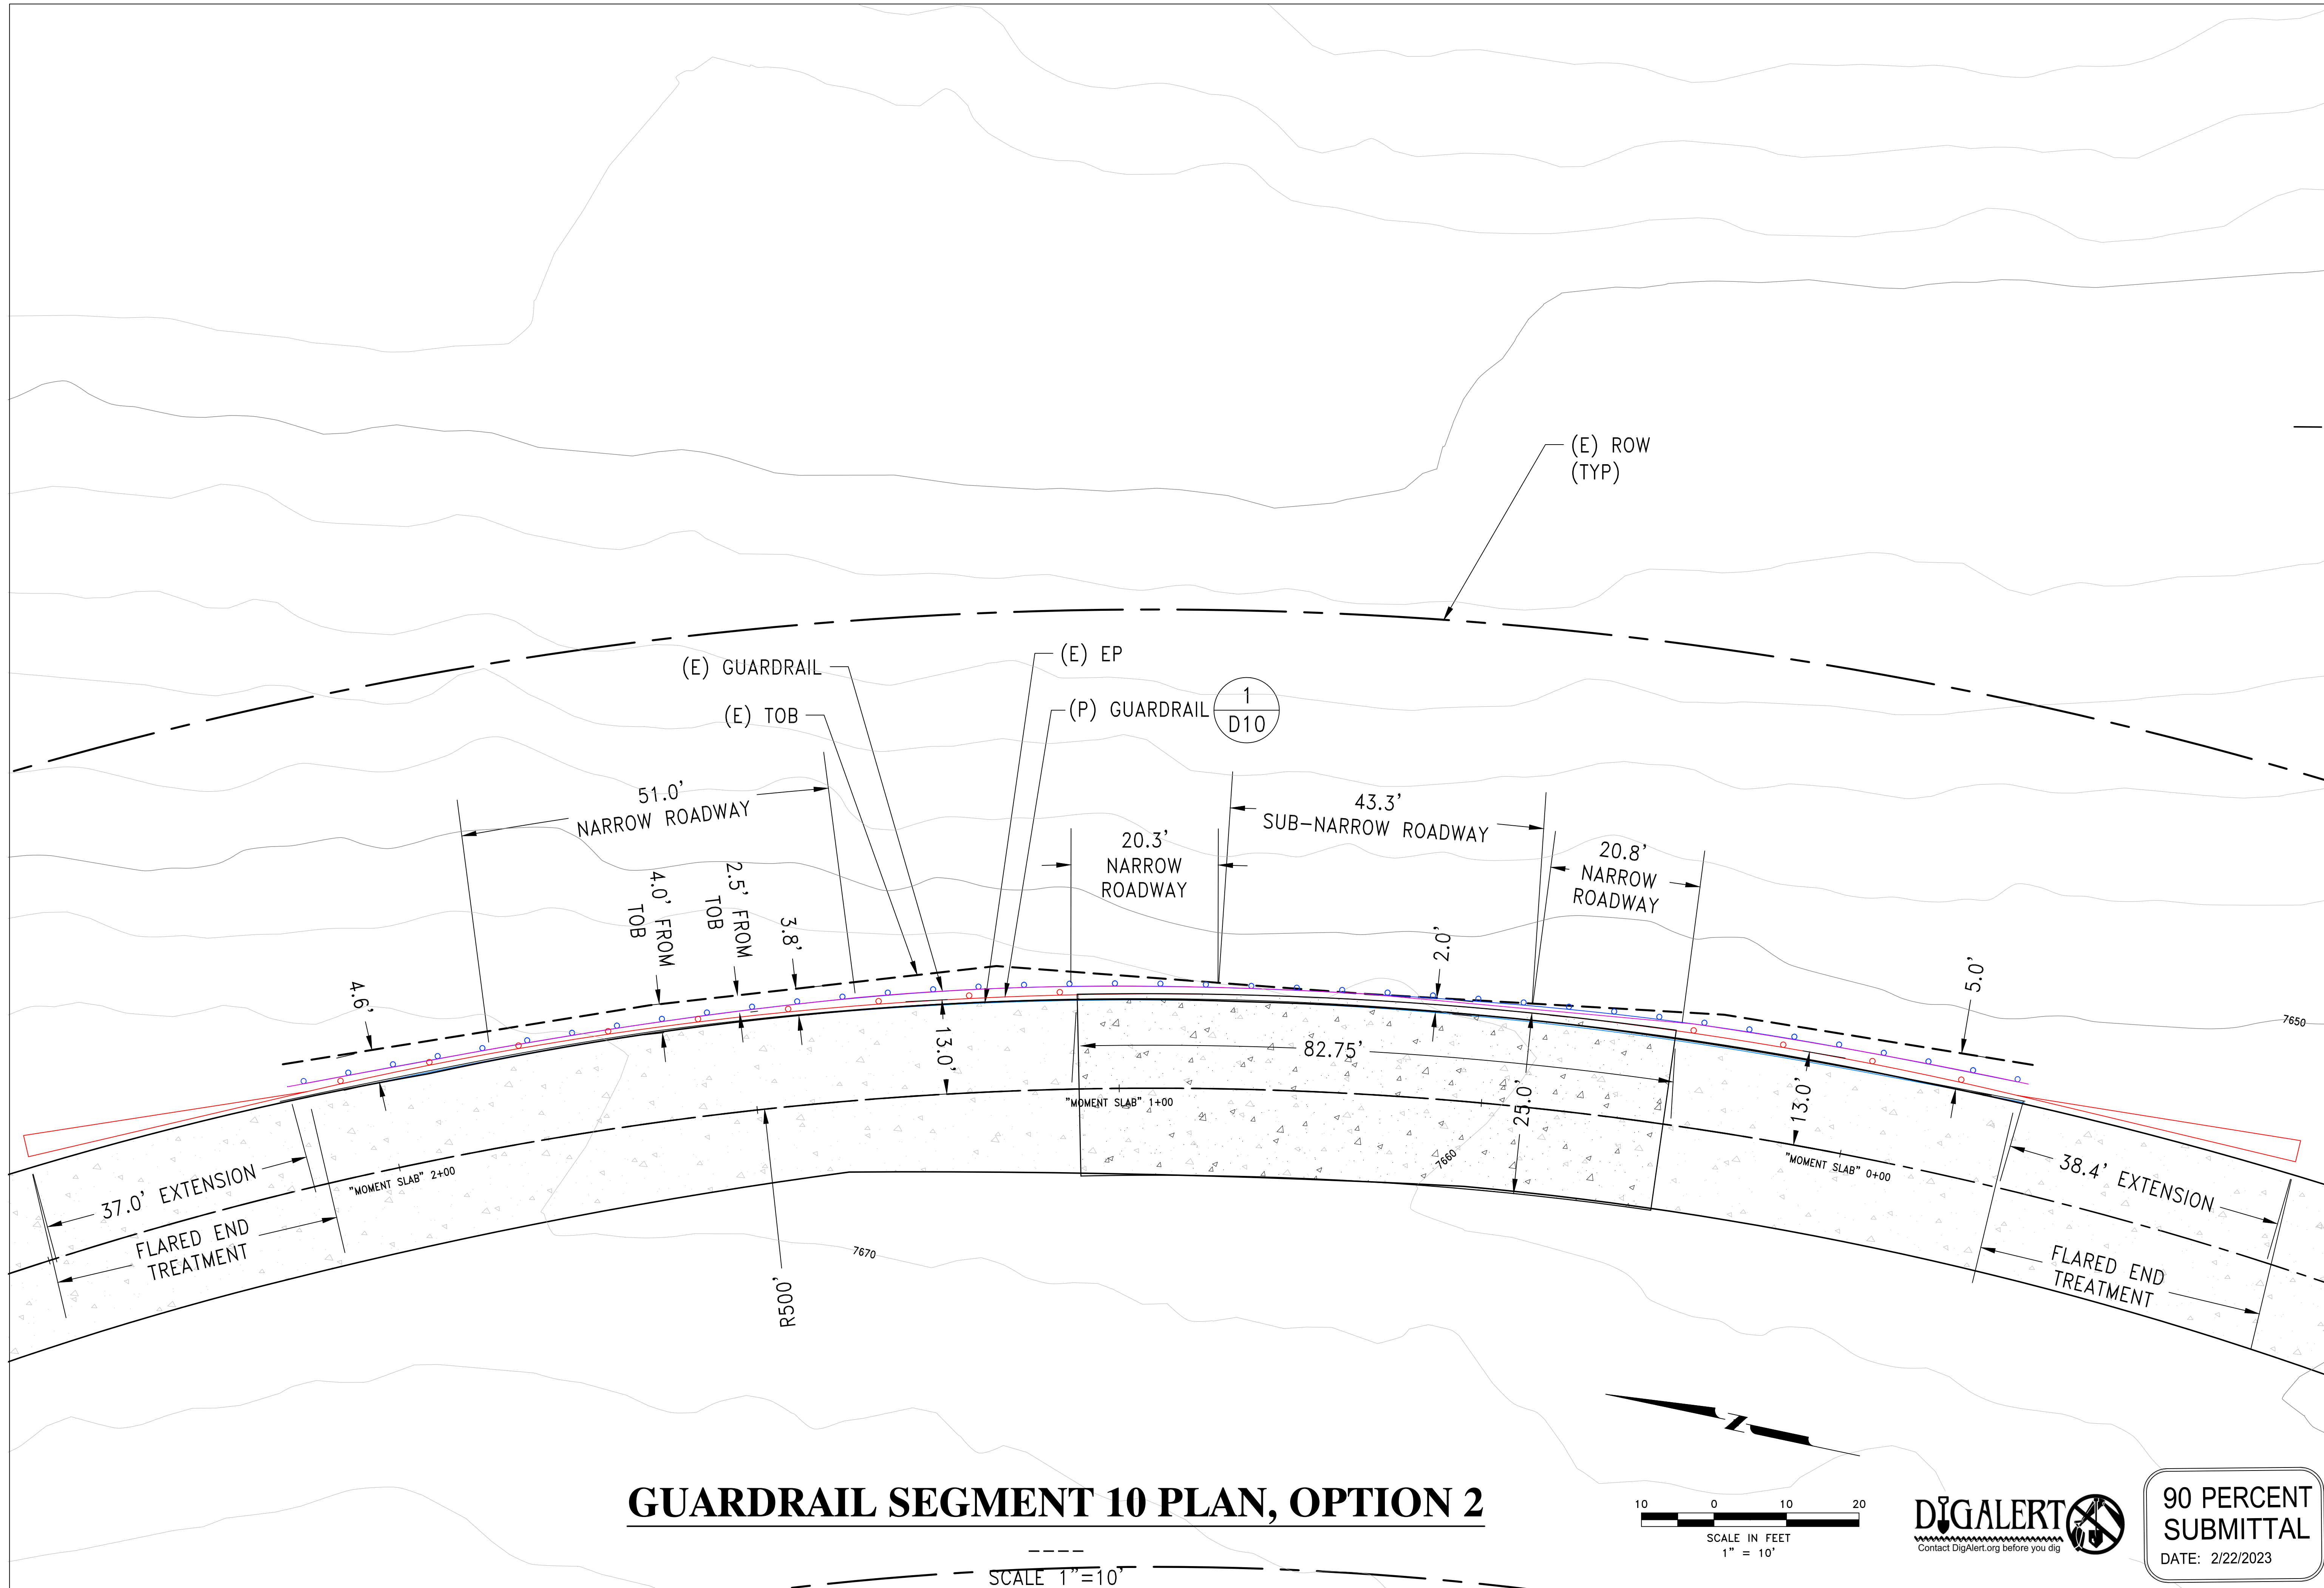 (E) ROW
(TYP)
(E) GUARDRAIL
(E) EP
(E) TOB
(P) GUARDRAIL
1
D10
51.0'
NARROW ROADWAY
43.3'
SUB-NARROW ROADWAY
20.3'
NARROW
ROADWAY
20.8'
NARROW
ROADWAY
4.0' FROM
TOB
2.5' FROM
TOB
3.8'
2.0'
4.6'
5.0'
7650
13.0'
82.75'
25.0'
13.0'
"MOMENT SLAB" 1+00
"MOMENT SLAB" 2+00
"MOMENT SLAB" 0+00
7660
37.0' EXTENSION
FLARED END
TREATMENT
38.4' EXTENSION
FLARED END
TREATMENT
7670
R500'
N
GUARDRAIL SEGMENT 10 PLAN, OPTION 2
SCALE 1"=10'
10 0 10 20
SCALE IN FEET
1" = 10'
DIGALERT
Contact DigAlert.org before you dig
90 PERCENT
SUBMITTAL
DATE: 2/22/2023